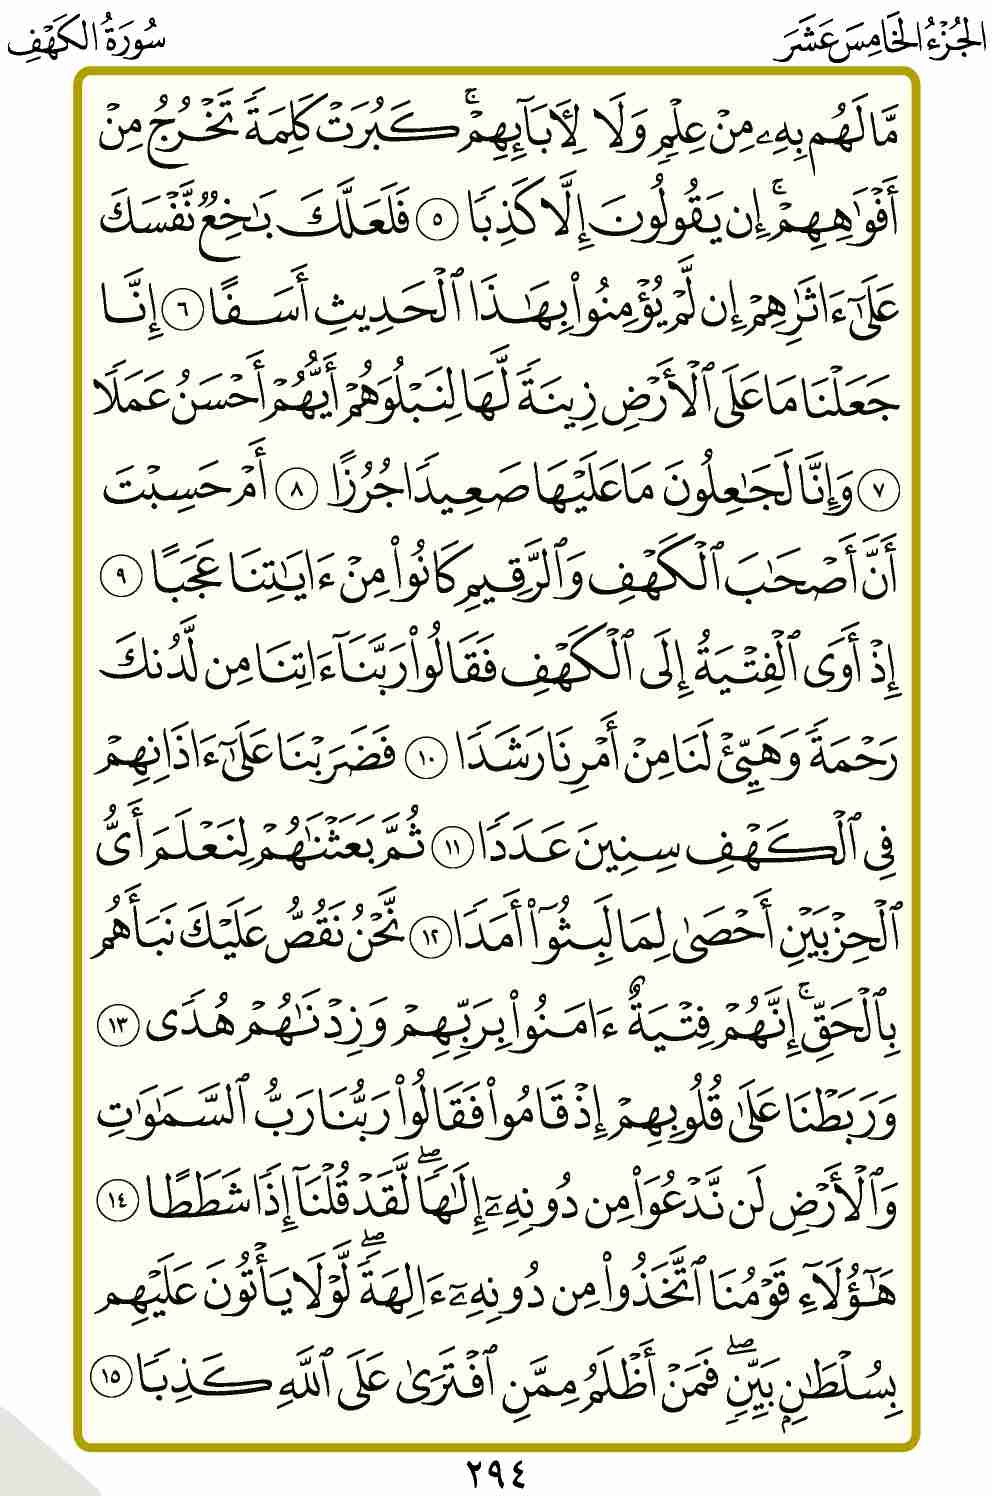 الجُزْءُ الخَامِسَ عَشَرَ
سُورَةُ الكَهْفِ
مَّا لَهُم بِهِۦ مِنْ عِلْمٍ وَلَا لِأٓبَآئِهِمْۚ كَبُرَتْ كَلِمَةً تَخْرُجُ مِنْ
أَفْوَٰهِهِمْۚ إِن يَقُولُونَ إِلَّا كَذِبًا ٥ فَلَعَلَّكَ بَٰخِعٌ نَّفْسَكَ
عَلَىٰٓ ءَاثَٰرِهِمْ إِن لَّمْ يُؤْمِنُوا۟ بِهَٰذَا ٱلْحَدِيثِ أَسَفًا ٦ إِنَّا
جَعَلْنَا مَا عَلَى ٱلْأَرْضِ زِينَةً لَّهَا لِنَبْلُوَهُمْ أَيُّهُمْ أَحْسَنُ عَمَلًا
٧ وَإِنَّا لَجَٰعِلُونَ مَا عَلَيْهَا صَعِيدًا جُرُزًا ٨ أَمْ حَسِبْتَ
أَنَّ أَصْحَٰبَ ٱلْكَهْفِ وَٱلرَّقِيمِ كَانُوا۟ مِنْ ءَايَٰتِنَا عَجَبًا ٩
إِذْ أَوَى ٱلْفِتْيَةُ إِلَى ٱلْكَهْفِ فَقَالُوا۟ رَبَّنَآ ءَاتِنَا مِن لَّدُنكَ
رَحْمَةً وَهَيِّئْ لَنَا مِنْ أَمْرِنَا رَشَدًا ١٠ فَضَرَبْنَا عَلَىٰٓ ءَاذَانِهِمْ
فِى ٱلْكَهْفِ سِنِينَ عَدَدًا ١١ ثُمَّ بَعَثْنَٰهُمْ لِنَعْلَمَ أَىُّ
ٱلْحِزْبَيْنِ أَحْصَىٰ لِمَا لَبِثُوٓا۟ أَمَدًا ١٢ نَّحْنُ نَقُصُّ عَلَيْكَ نَبَأَهُم
بِٱلْحَقِّۚ إِنَّهُمْ فِتْيَةٌ ءَامَنُوا۟ بِرَبِّهِمْ وَزِدْنَٰهُمْ هُدًى ١٣
وَرَبَطْنَا عَلَىٰ قُلُوبِهِمْ إِذْ قَامُوا۟ فَقَالُوا۟ رَبُّنَا رَبُّ ٱلسَّمَٰوَٰتِ
وَٱلْأَرْضِ لَن نَّدْعُوَا۟ مِن دُونِهِۦٓ إِلَٰهًاۖ لَّقَدْ قُلْنَآ إِذًا شَطَطًا ١٤
هَٰٓؤُلَآءِ قَوْمُنَا ٱتَّخَذُوا۟ مِن دُونِهِۦٓ ءَالِهَةًۖ لَّوْلَا يَأْتُونَ عَلَيْهِم
بِسُلْطَٰنٍۭ بَيِّنٍۖ فَمَنْ أَظْلَمُ مِمَّنِ ٱفْتَرَىٰ عَلَى ٱللَّهِ كَذِبًا ١٥
٢٩٤